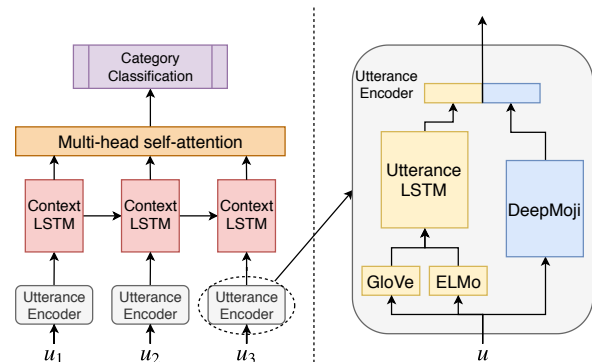 Category
Classification
Multi-head self-attention
Context
LSTM
Context
LSTM
Context
LSTM
Utterance
Encoder
Utterance
Encoder
Utterance
Encoder
u1
u2
u3
Utterance
Encoder
Utterance
LSTM
DeepMoji
GloVe
ELMo
u